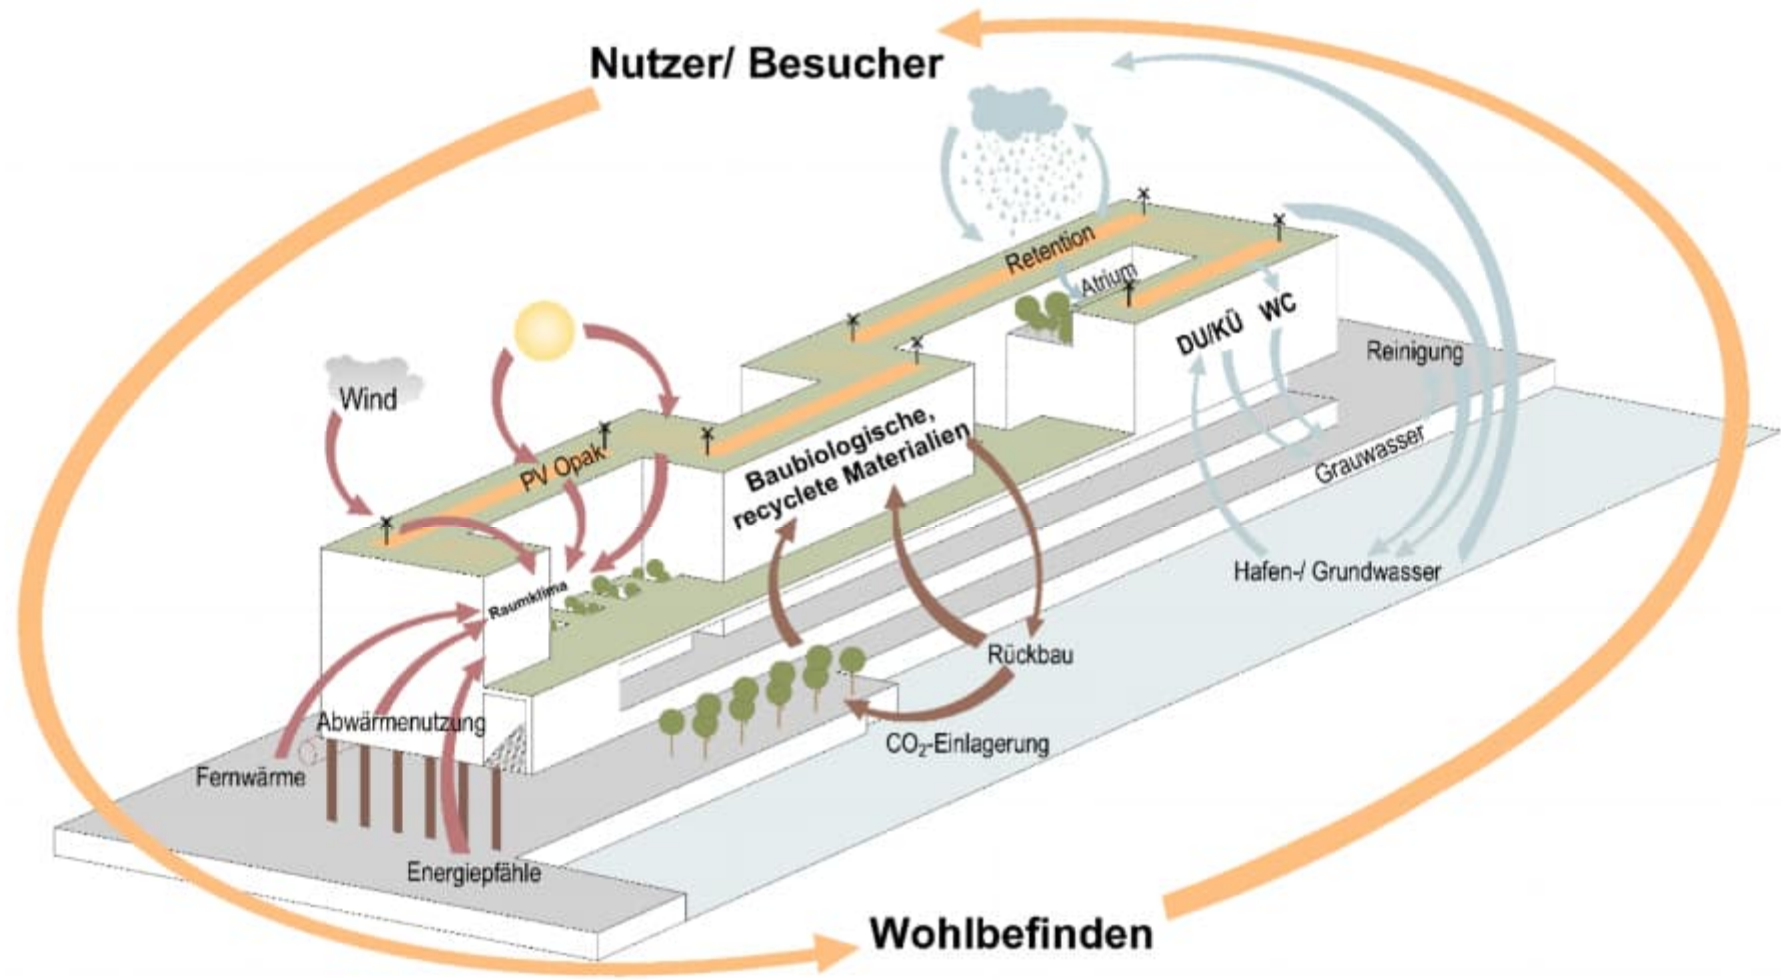 Nutzer/ Besucher
Retention
Atrium
DU/KÜ
WC
Reinigung
Wind
PV Opak
Baubiologische,
recyclete Materialien
Grauwasser
Hafen-/ Grundwasser
Raumklima
Rückbau
Abwärmenutzung
CO₂-Einlagerung
Fernwärme
Energiepfähle
Wohlbefinden